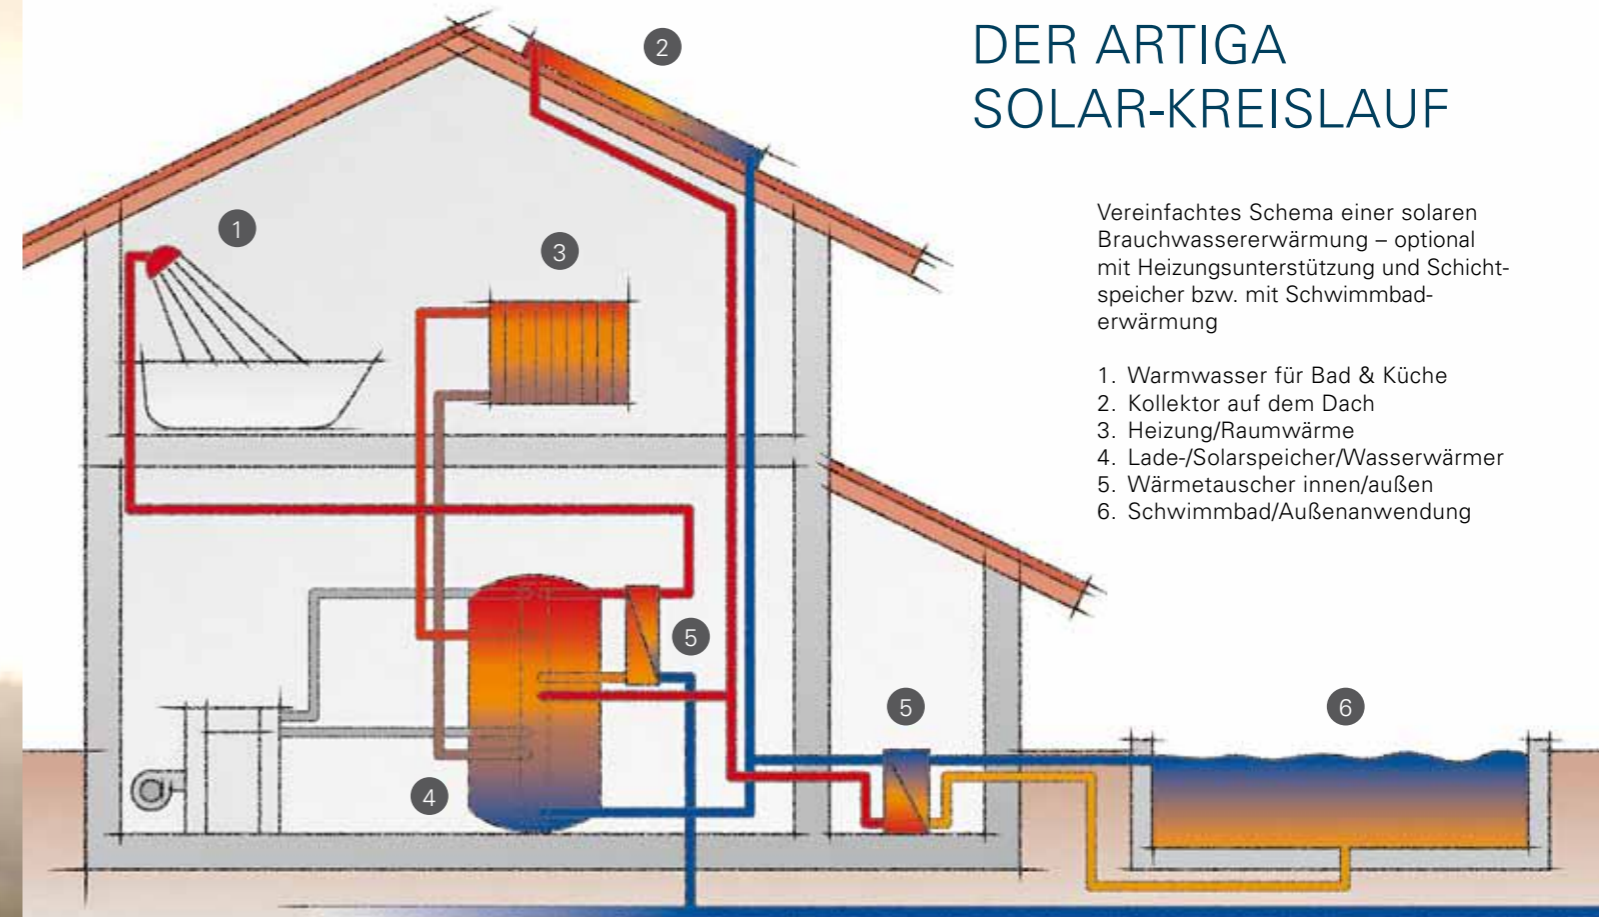 DER ARTIGA
SOLAR-KREISLAUF
Vereinfachtes Schema einer solaren
Brauchwassererwärmung – optional
mit Heizungsunterstützung und Schicht-
speicher bzw. mit Schwimmbad-
erwärmung
1. Warmwasser für Bad & Küche
2. Kollektor auf dem Dach
3. Heizung/Raumwärme
4. Lade-/Solarspeicher/Wasserwärmer
5. Wärmetauscher innen/außen
6. Schwimmbad/Außenanwendung
2
1
3
5
5
6
4